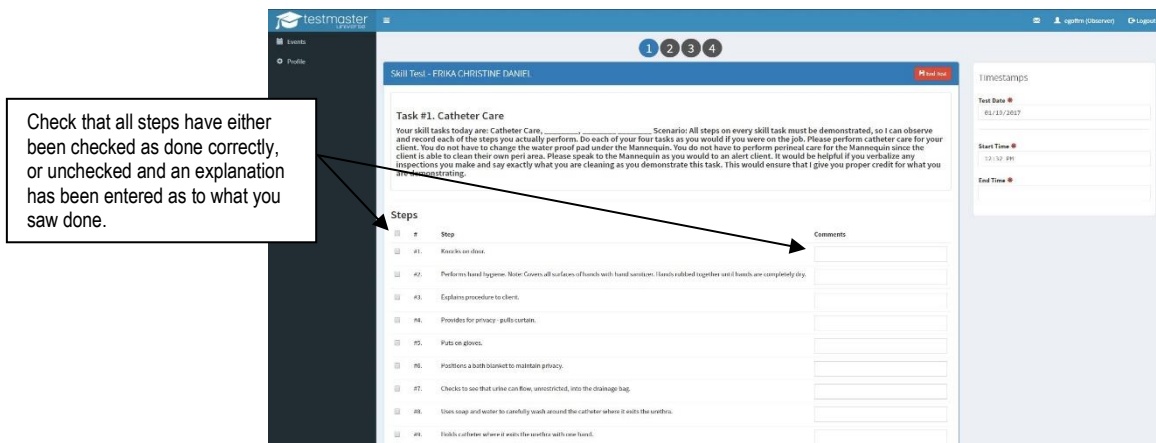 testmaster
UNIVERSE
ogoffrn (Observer)
Logout
Events
Profile
1 2 3 4
Skill Test - ERIKA CHRISTINE DANIEL
End Test
Timestamps
Test Date
01/19/2017
Start Time
12:32 PM
End Time
Check that all steps have either
been checked as done correctly,
or unchecked and an explanation
has been entered as to what you
saw done.
Task #1. Catheter Care
Your skill tasks today are: Catheter Care, ________, ________________ Scenario: All steps on every skill task must be demonstrated, so I can observe
and record each of the steps you actually perform. Do each of your four tasks as you would if you were on the job. Please perform catheter care for your
client. You do not have to change the water proof pad under the Mannequin. You do not have to perform perineal care for the Mannequin since the
client is able to clean their own peri area. Please speak to the Mannequin as you would to an alert client. It would be helpful if you verbalize any
inspections you make and say exactly what you are cleaning as you demonstrate this task. This would ensure that I give you proper credit for what you
are demonstrating.
Steps
# Step Comments
#1. Knocks on door.
#2. Performs hand hygiene. Note: Covers all surfaces of hands with hand sanitizer. Hands rubbed together until hands are completely dry.
#3. Explains procedure to client.
#4. Provides for privacy - pulls curtain.
#5. Puts on gloves.
#6. Positions a bath blanket to maintain privacy.
#7. Checks to see that urine can flow, unrestricted, into the drainage bag.
#8. Uses soap and water to carefully wash around the catheter where it exits the urethra.
#9. Holds catheter where it exits the urethra with one hand.